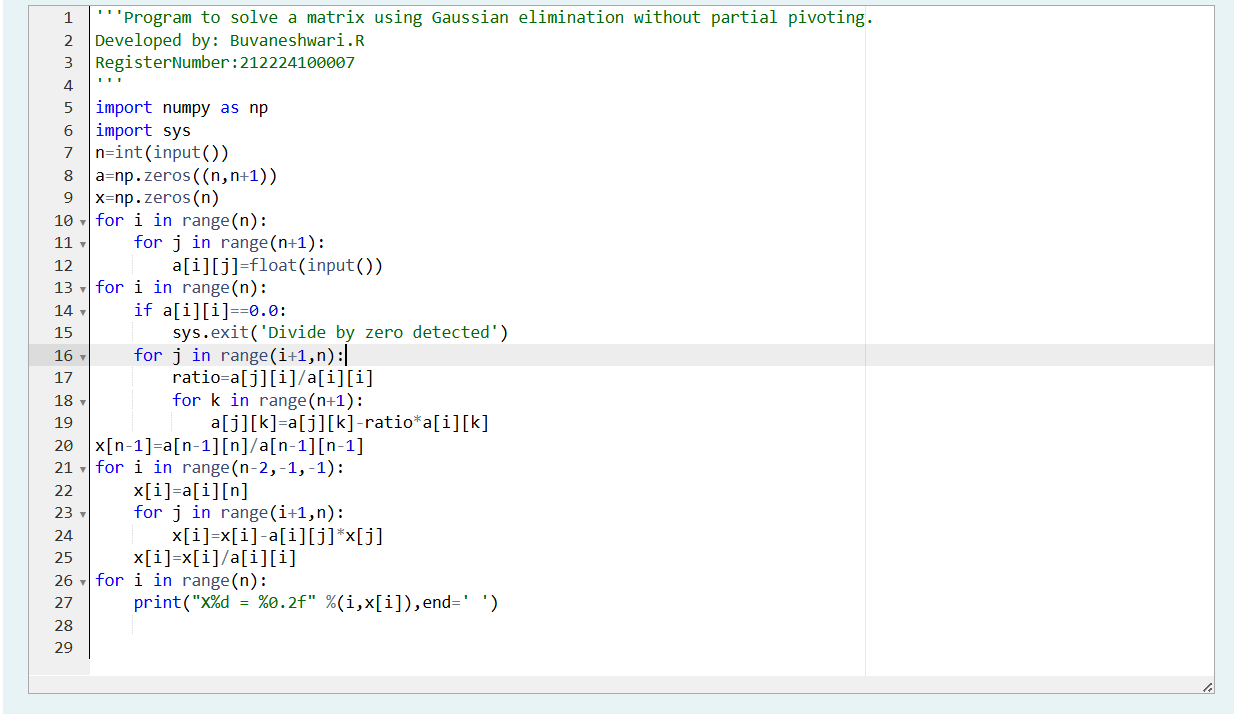 1 '''Program to solve a matrix using Gaussian elimination without partial pivoting.
2 Developed by: Buvaneshwari.R
3 RegisterNumber:212224100007
4 '''
5 import numpy as np
6 import sys
7 n=int(input())
8 a=np.zeros((n,n+1))
9 x=np.zeros(n)
10 for i in range(n):
11     for j in range(n+1):
12         a[i][j]=float(input())
13 for i in range(n):
14     if a[i][i]==0.0:
15         sys.exit('Divide by zero detected')
16     for j in range(i+1,n):
17         ratio=a[j][i]/a[i][i]
18         for k in range(n+1):
19             a[j][k]=a[j][k]-ratio*a[i][k]
20 x[n-1]=a[n-1][n]/a[n-1][n-1]
21 for i in range(n-2,-1,-1):
22     x[i]=a[i][n]
23     for j in range(i+1,n):
24         x[i]=x[i]-a[i][j]*x[j]
25     x[i]=x[i]/a[i][i]
26 for i in range(n):
27     print("X%d = %0.2f" %(i,x[i]),end=' ')
28
29